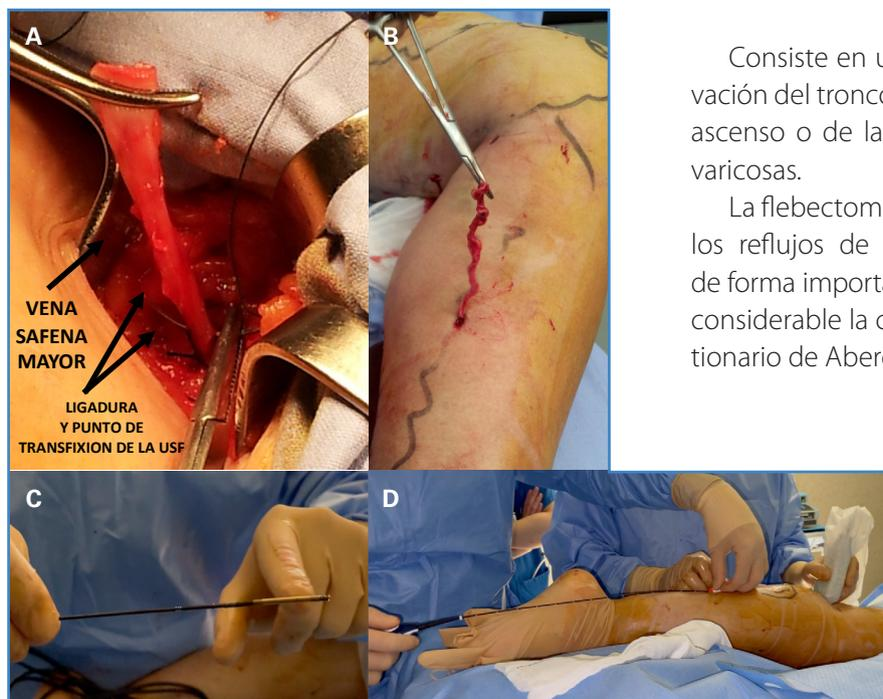 A
B
VENA
SAFENA
MAYOR
LIGADURA
Y PUNTO DE
TRANSFIXION DE LA USF
C
D
Consiste en u
vación del tronco
ascenso o de la
varicosas.
La flebectom
los reflujos de
de forma importa
considerable la c
tionario de Aber